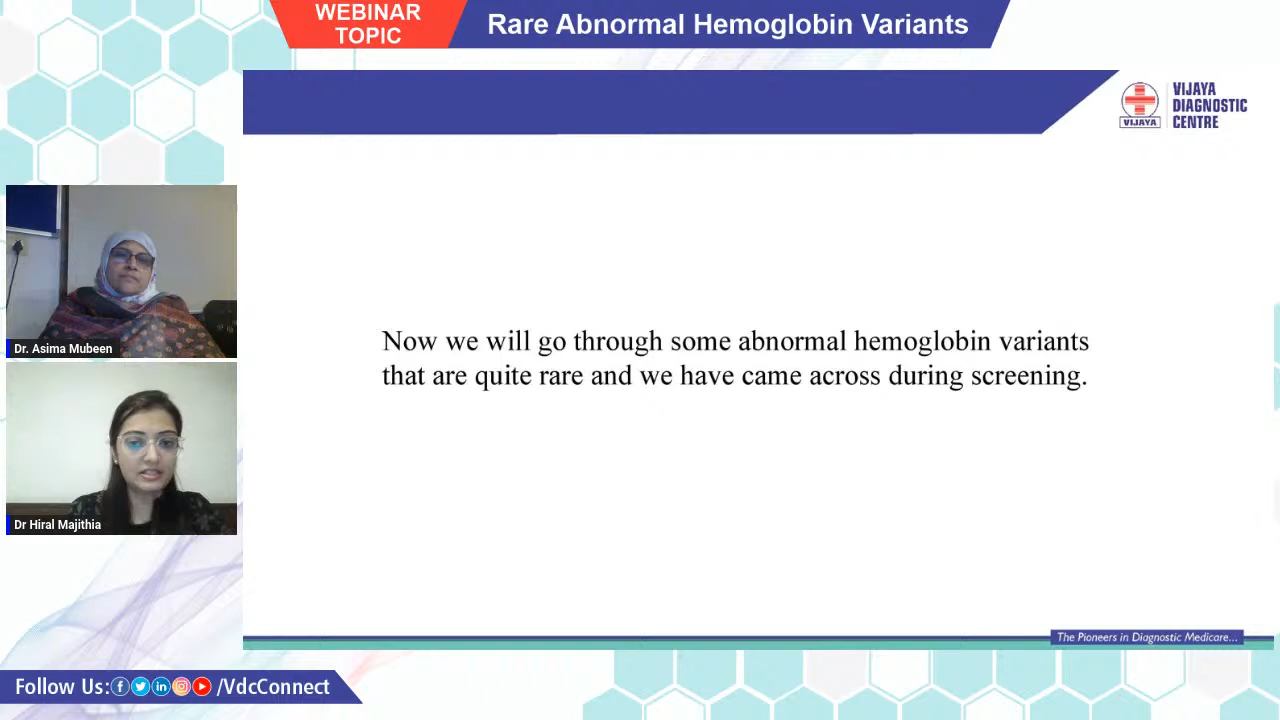 WEBINAR
TOPIC
Rare Abnormal Hemoglobin Variants
VIJAYA
VIJAYA
DIAGNOSTIC
CENTRE
Dr. Asima Mubeen
Now we will go through some abnormal hemoglobin variants
that are quite rare and we have came across during screening.
Dr Hiral Majithia
The Pioneers in Diagnostic Medicare...
Follow Us: /VdcConnect